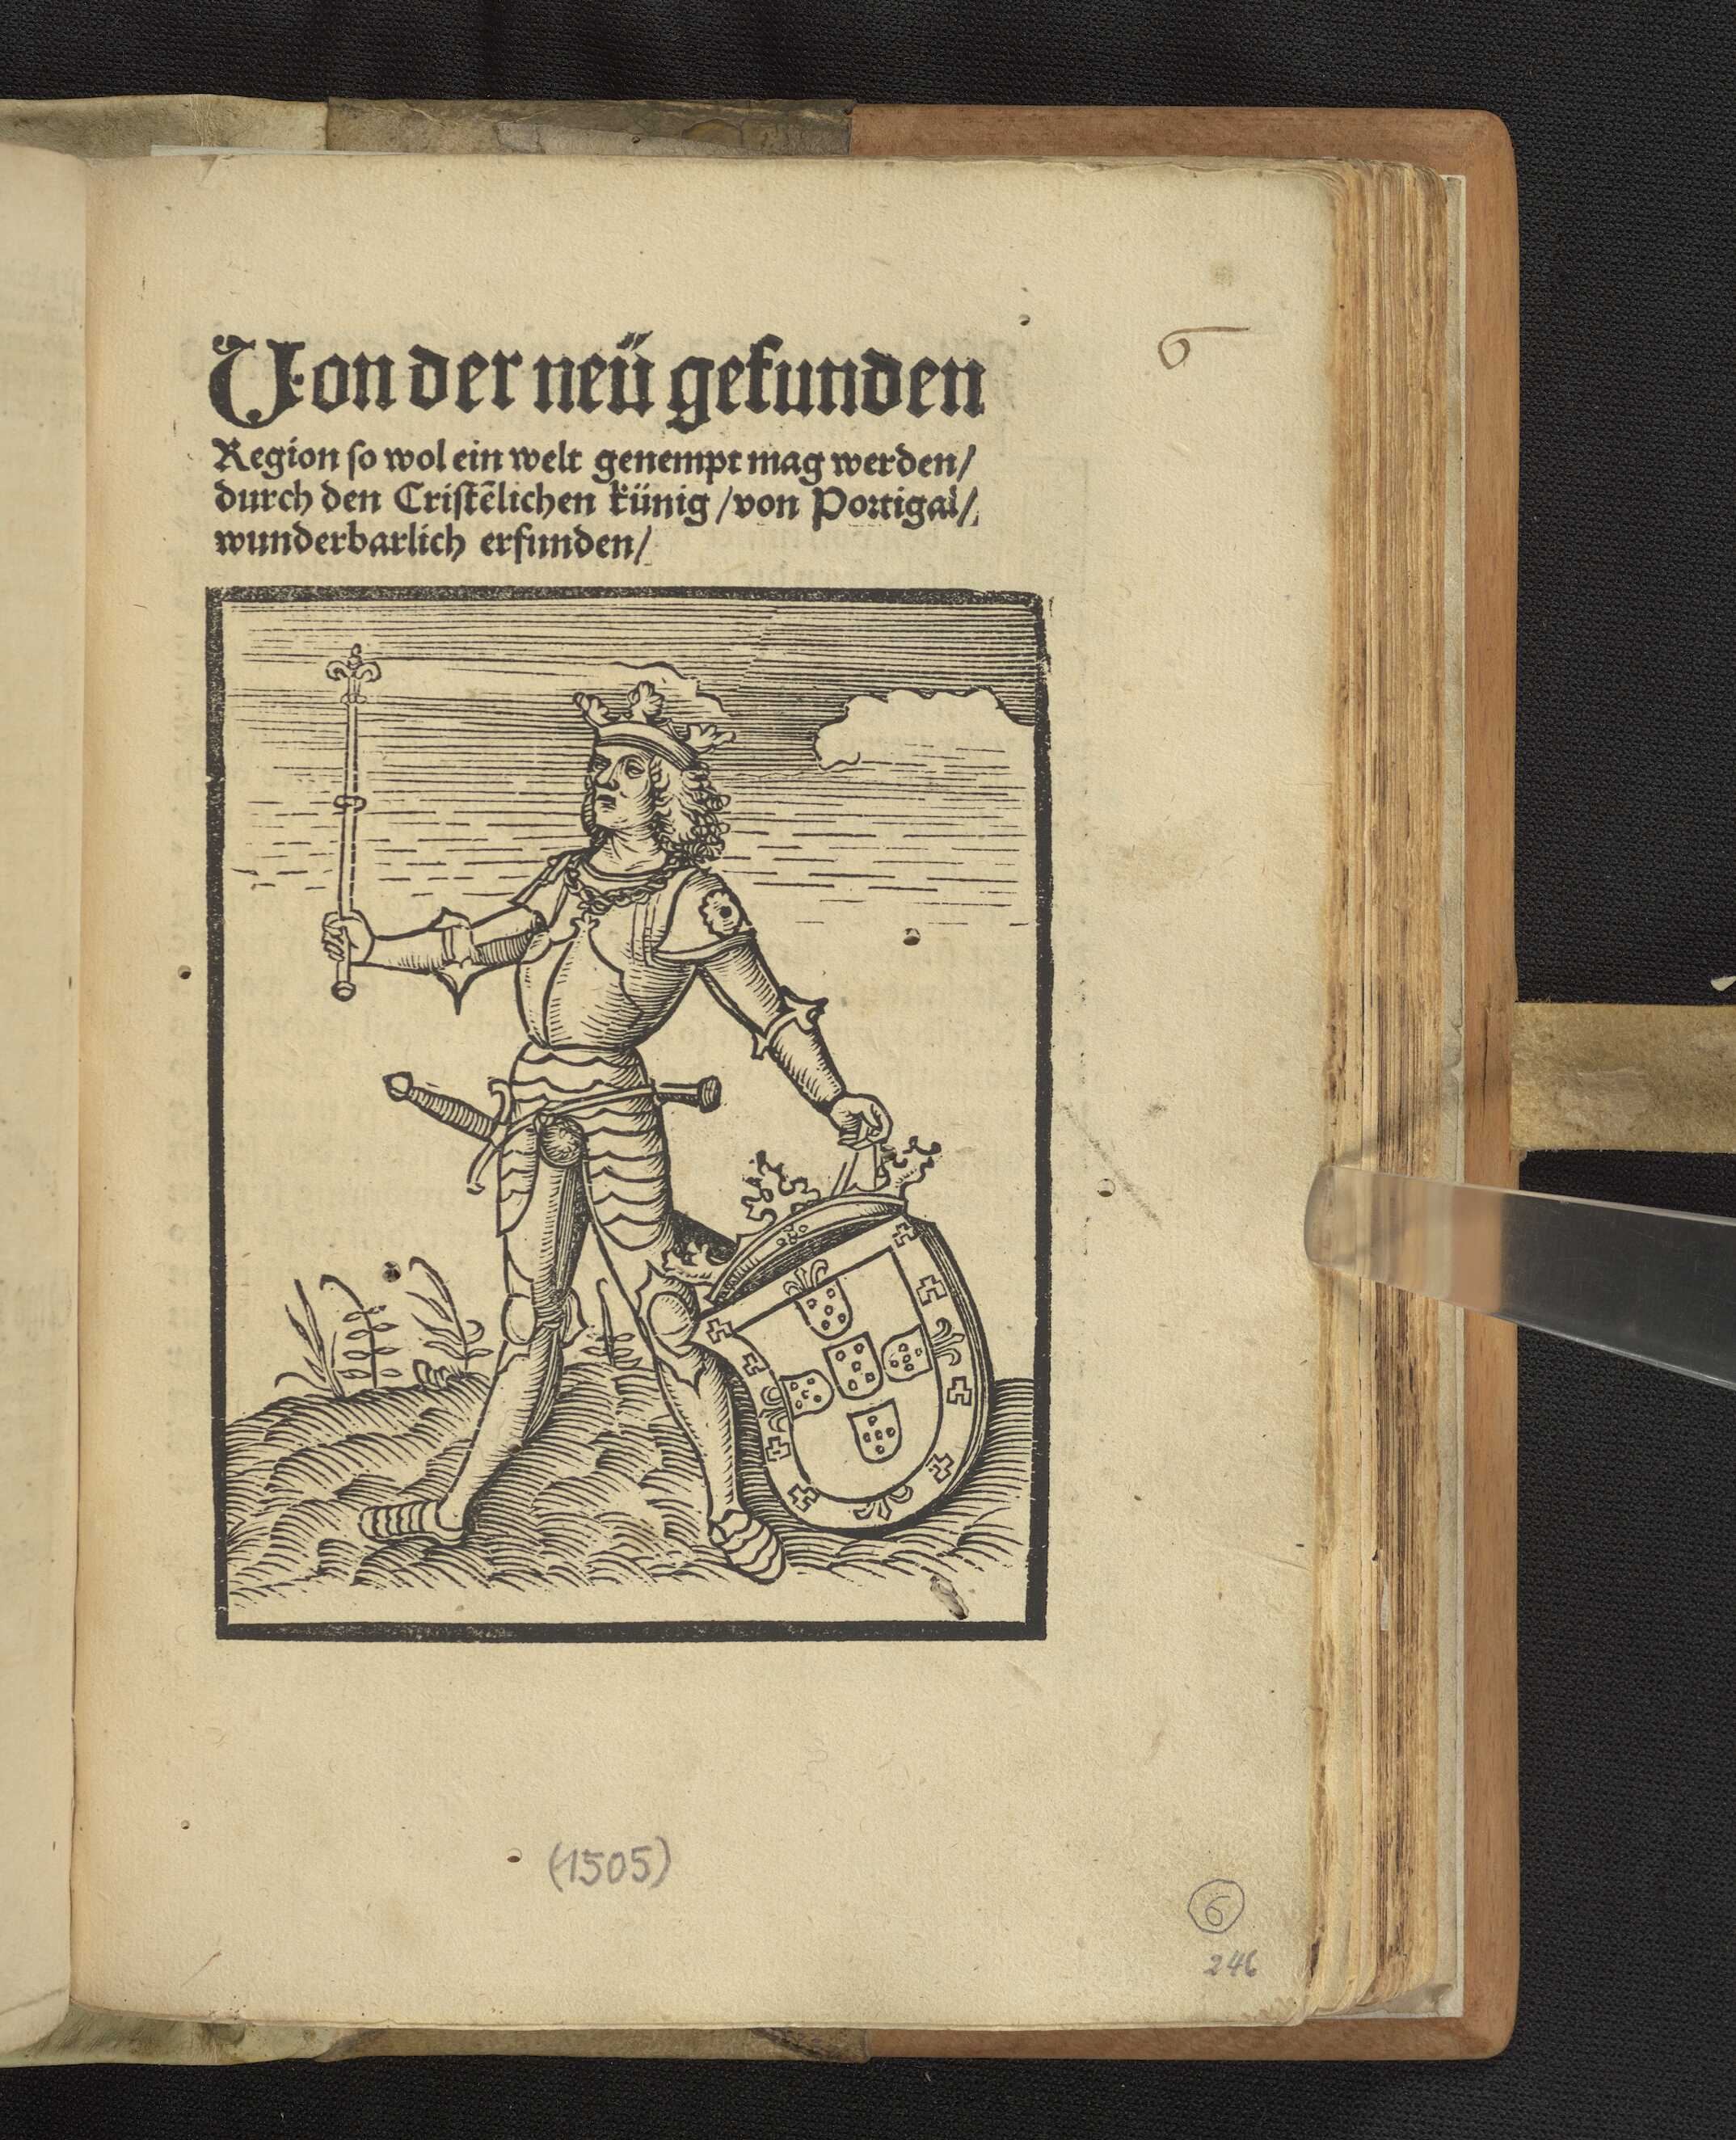 Von der neü gefunden
6
Region so wol ein welt genempt mag werden/
durch den Cristẽlichen künig/von Portigal/
wunderbarlich erfunden/
(1505)
6
246